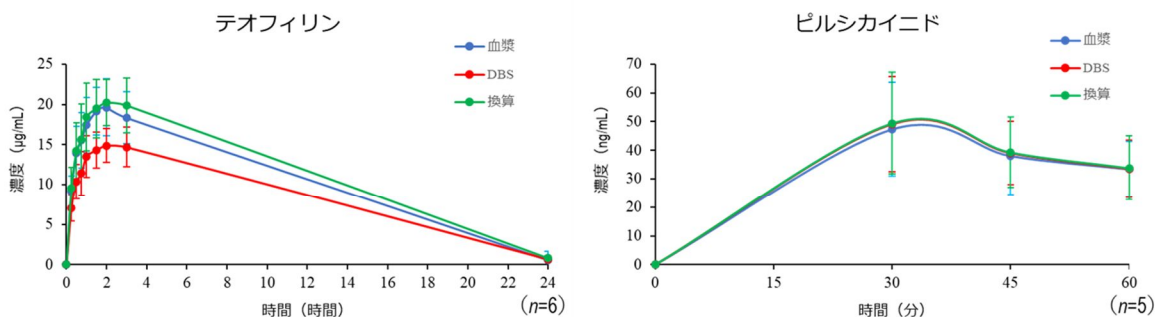 テオフィリン
血漿
DBS
換算
濃度（μg/mL）
25
20
15
10
5
0
0 2 4 6 8 10 12 14 16 18 20 22 24
時間（時間）
（n=6）
ピルシカイニド
血漿
DBS
換算
濃度（ng/mL）
70
60
50
40
30
20
10
0
0 15 30 45 60
時間（分）
（n=5）